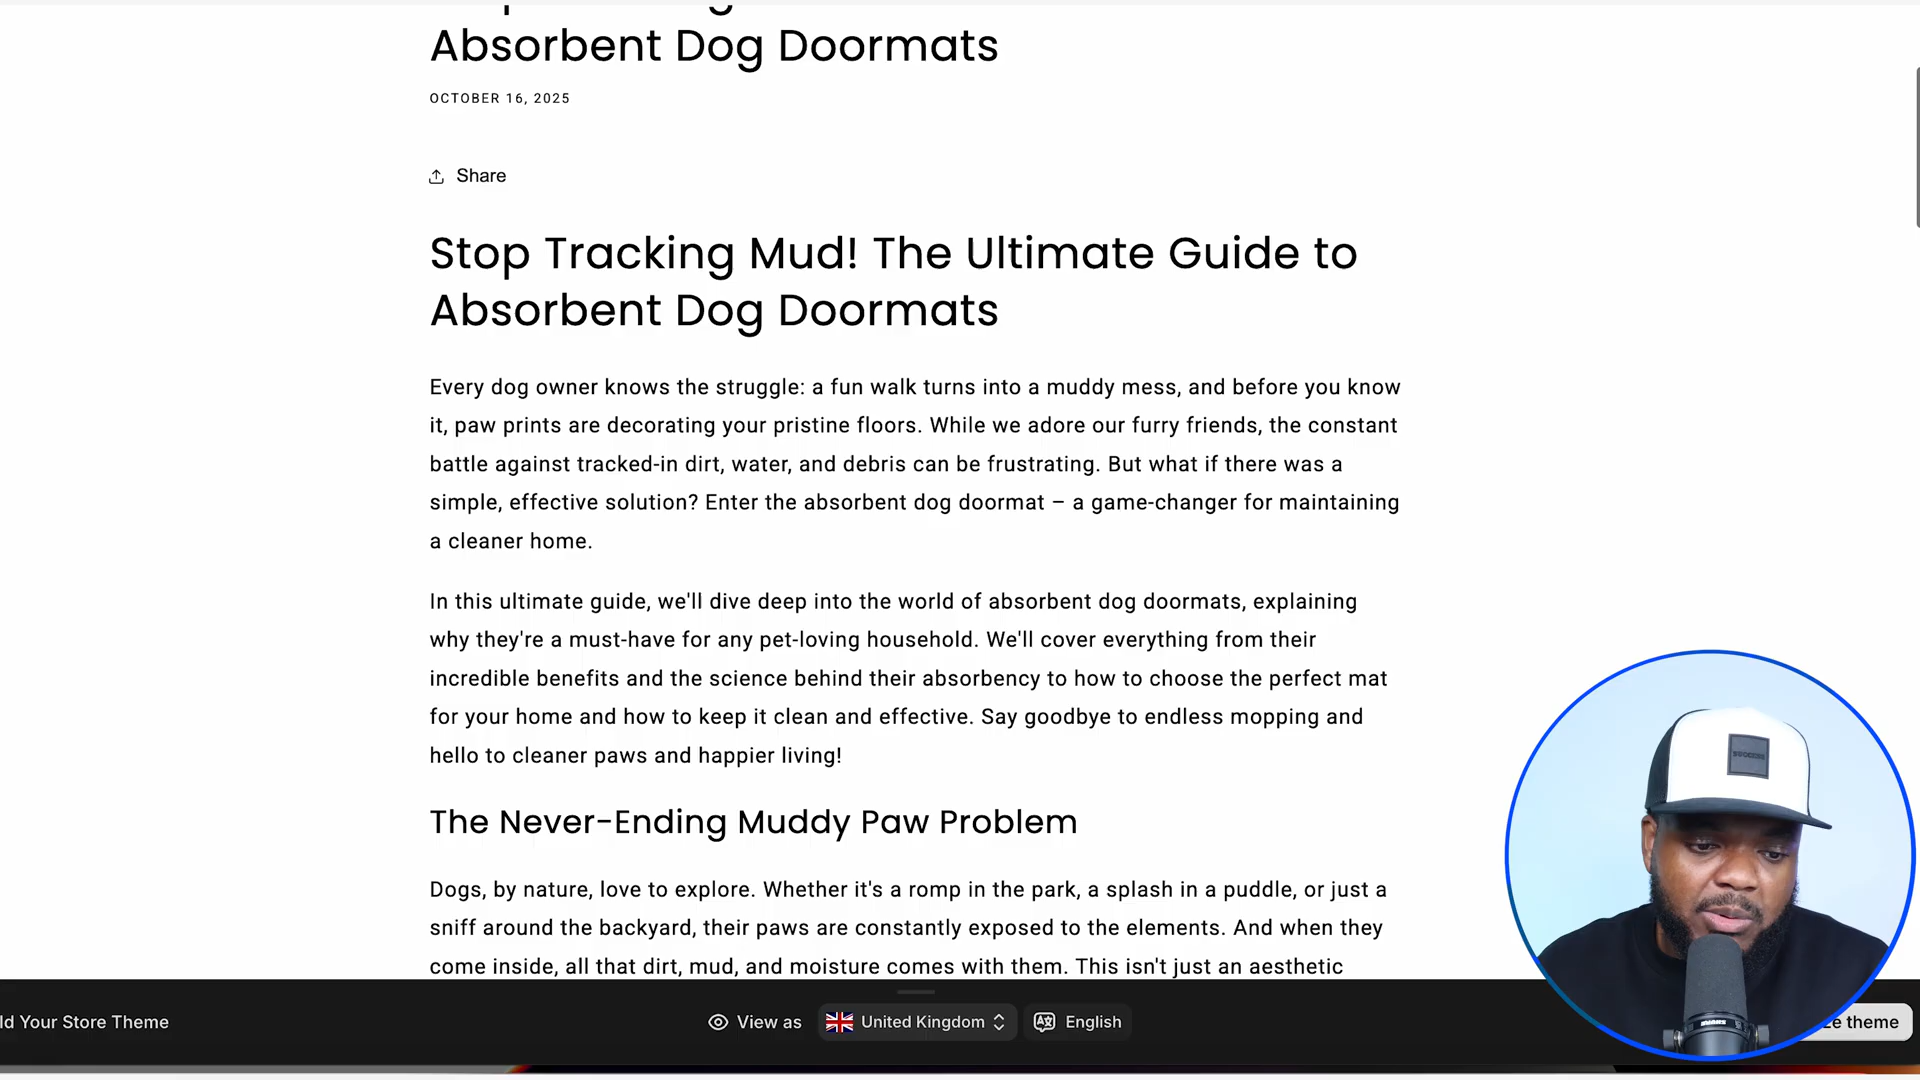 Absorbent Dog Doormats
OCTOBER 16, 2025
Share
Stop Tracking Mud! The Ultimate Guide to
Absorbent Dog Doormats
Every dog owner knows the struggle: a fun walk turns into a muddy mess, and before you know
it, paw prints are decorating your pristine floors. While we adore our furry friends, the constant
battle against tracked-in dirt, water, and debris can be frustrating. But what if there was a
simple, effective solution? Enter the absorbent dog doormat – a game-changer for maintaining
a cleaner home.
In this ultimate guide, we'll dive deep into the world of absorbent dog doormats, explaining
why they're a must-have for any pet-loving household. We'll cover everything from their
incredible benefits and the science behind their absorbency to how to choose the perfect mat
for your home and how to keep it clean and effective. Say goodbye to endless mopping and
hello to cleaner paws and happier living!
The Never-Ending Muddy Paw Problem
Dogs, by nature, love to explore. Whether it's a romp in the park, a splash in a puddle, or just a
sniff around the backyard, their paws are constantly exposed to the elements. And when they
come inside, all that dirt, mud, and moisture comes with them. This isn't just an aesthetic
ld Your Store Theme
View as
United Kingdom
English
theme
SUCCESS
SHURE